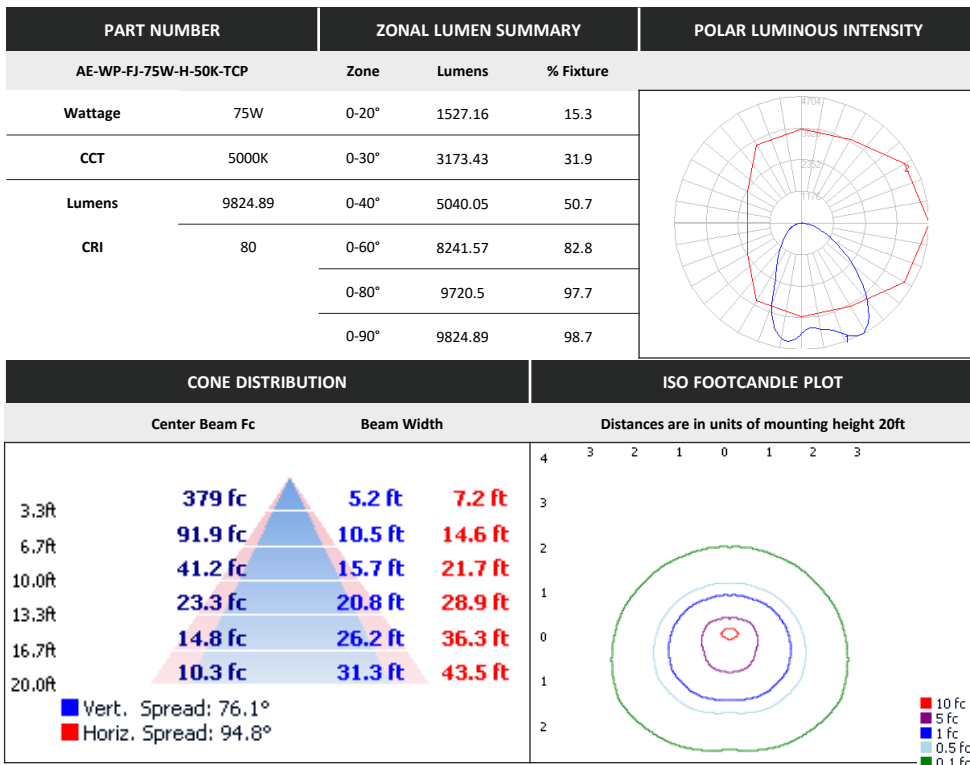 PART NUMBER
ZONAL LUMEN SUMMARY
POLAR LUMINOUS INTENSITY
AE-WP-FJ-75W-H-50K-TCP
Zone Lumens % Fixture
Wattage 75W
0-20° 1527.16 15.3
CCT 5000K
0-30° 3173.43 31.9
Lumens 9824.89
0-40° 5040.05 50.7
CRI 80
0-60° 8241.57 82.8
0-80° 9720.5 97.7
0-90° 9824.89 98.7
4704
2352
1176
2
1
CONE DISTRIBUTION
ISO FOOTCANDLE PLOT
Center Beam Fc Beam Width
Distances are in units of mounting height 20ft
3.3ft 379 fc 5.2 ft 7.2 ft
6.7ft 91.9 fc 10.5 ft 14.6 ft
10.0ft 41.2 fc 15.7 ft 21.7 ft
13.3ft 23.3 fc 20.8 ft 28.9 ft
16.7ft 14.8 fc 26.2 ft 36.3 ft
20.0ft 10.3 fc 31.3 ft 43.5 ft
Vert. Spread: 76.1°
Horiz. Spread: 94.8°
3 2 1 0 1 2 3
4
3
2
1
0
1
2
10 fc
5 fc
1 fc
0.5 fc
0.1 fc